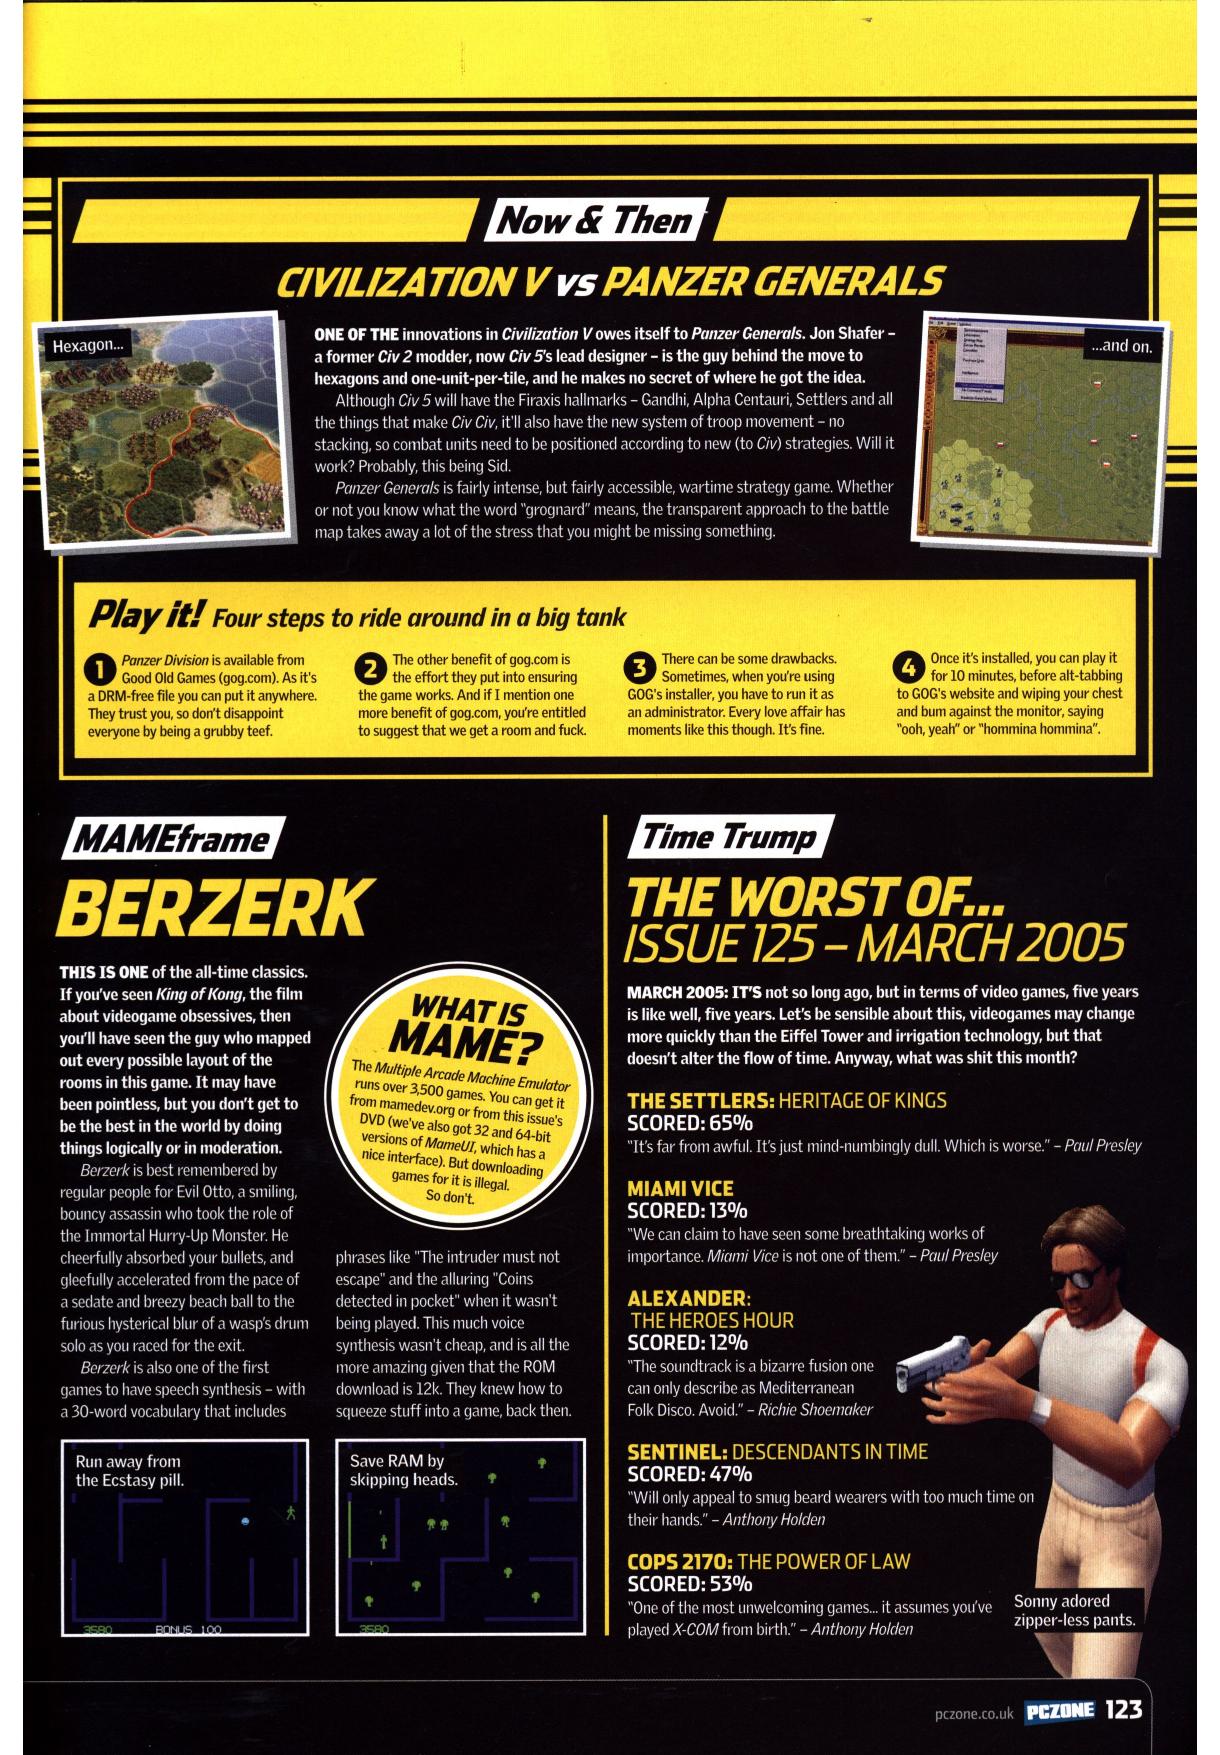 Now & Then
CIVILIZATION V vs PANZER GENERALS
Hexagon...
ONE OF THE innovations in Civilization V owes itself to Panzer Generals. Jon Shafer –
a former Civ 2 modder, now Civ 5's lead designer – is the guy behind the move to
hexagons and one-unit-per-tile, and he makes no secret of where he got the idea.
Although Civ 5 will have the Firaxis hallmarks – Gandhi, Alpha Centauri, Settlers and all
the things that make Civ Civ, it'll also have the new system of troop movement – no
stacking, so combat units need to be positioned according to new (to Civ) strategies. Will it
work? Probably, this being Sid.
Panzer Generals is fairly intense, but fairly accessible, wartime strategy game. Whether
or not you know what the word "grognard" means, the transparent approach to the battle
map takes away a lot of the stress that you might be missing something.
...and on.
Play it! Four steps to ride around in a big tank
1 Panzer Division is available from
Good Old Games (gog.com). As it's
a DRM-free file you can put it anywhere.
They trust you, so don't disappoint
everyone by being a grubby teef.
2 The other benefit of gog.com is
the effort they put into ensuring
the game works. And if I mention one
more benefit of gog.com, you're entitled
to suggest that we get a room and fuck.
3 There can be some drawbacks.
Sometimes, when you're using
GOG's installer, you have to run it as
an administrator. Every love affair has
moments like this though. It's fine.
4 Once it's installed, you can play it
for 10 minutes, before alt-tabbing
to GOG's website and wiping your chest
and bum against the monitor, saying
"ooh, yeah" or "hommina hommina".
MAMEframe
BERZERK
THIS IS ONE of the all-time classics.
If you've seen King of Kong, the film
about videogame obsessives, then
you'll have seen the guy who mapped
out every possible layout of the
rooms in this game. It may have
been pointless, but you don't get to
be the best in the world by doing
things logically or in moderation.
Berzerk is best remembered by
regular people for Evil Otto, a smiling,
bouncy assassin who took the role of
the Immortal Hurry-Up Monster. He
cheerfully absorbed your bullets, and
gleefully accelerated from the pace of
a sedate and breezy beach ball to the
furious hysterical blur of a wasp's drum
solo as you raced for the exit.
Berzerk is also one of the first
games to have speech synthesis – with
a 30-word vocabulary that includes
WHAT IS
MAME?
The Multiple Arcade Machine Emulator
runs over 3,500 games. You can get it
from mamedev.org or from this issue's
DVD (we've also got 32 and 64-bit
versions of MameUI, which has a
nice interface). But downloading
games for it is illegal.
So don't.
phrases like "The intruder must not
escape" and the alluring "Coins
detected in pocket" when it wasn't
being played. This much voice
synthesis wasn't cheap, and is all the
more amazing given that the ROM
download is 12k. They knew how to
squeeze stuff into a game, back then.
Run away from
the Ecstasy pill.
3580 BONUS 100
Save RAM by
skipping heads.
3580
Time Trump
THE WORST OF...
ISSUE 125 – MARCH 2005
MARCH 2005: IT'S not so long ago, but in terms of video games, five years
is like well, five years. Let's be sensible about this, videogames may change
more quickly than the Eiffel Tower and irrigation technology, but that
doesn't alter the flow of time. Anyway, what was shit this month?
THE SETTLERS: HERITAGE OF KINGS
SCORED: 65%
"It's far from awful. It's just mind-numbingly dull. Which is worse." – Paul Presley
MIAMI VICE
SCORED: 13%
"We can claim to have seen some breathtaking works of
importance. Miami Vice is not one of them." – Paul Presley
ALEXANDER:
THE HEROES HOUR
SCORED: 12%
"The soundtrack is a bizarre fusion one
can only describe as Mediterranean
Folk Disco. Avoid." – Richie Shoemaker
SENTINEL: DESCENDANTS IN TIME
SCORED: 47%
"Will only appeal to smug beard wearers with too much time on
their hands." – Anthony Holden
COPS 2170: THE POWER OF LAW
SCORED: 53%
"One of the most unwelcoming games... it assumes you've
played X-COM from birth." – Anthony Holden
Sonny adored
zipper-less pants.
pczone.co.uk PCZONE 123